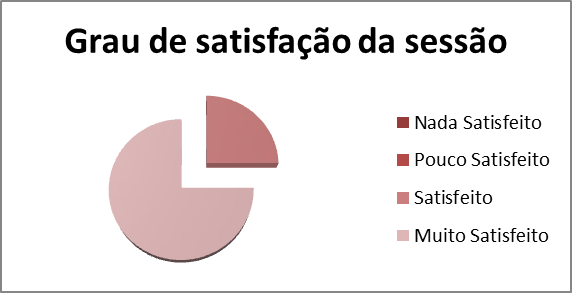 Grau de satisfação da sessão
Nada Satisfeito
Pouco Satisfeito
Satisfeito
Muito Satisfeito